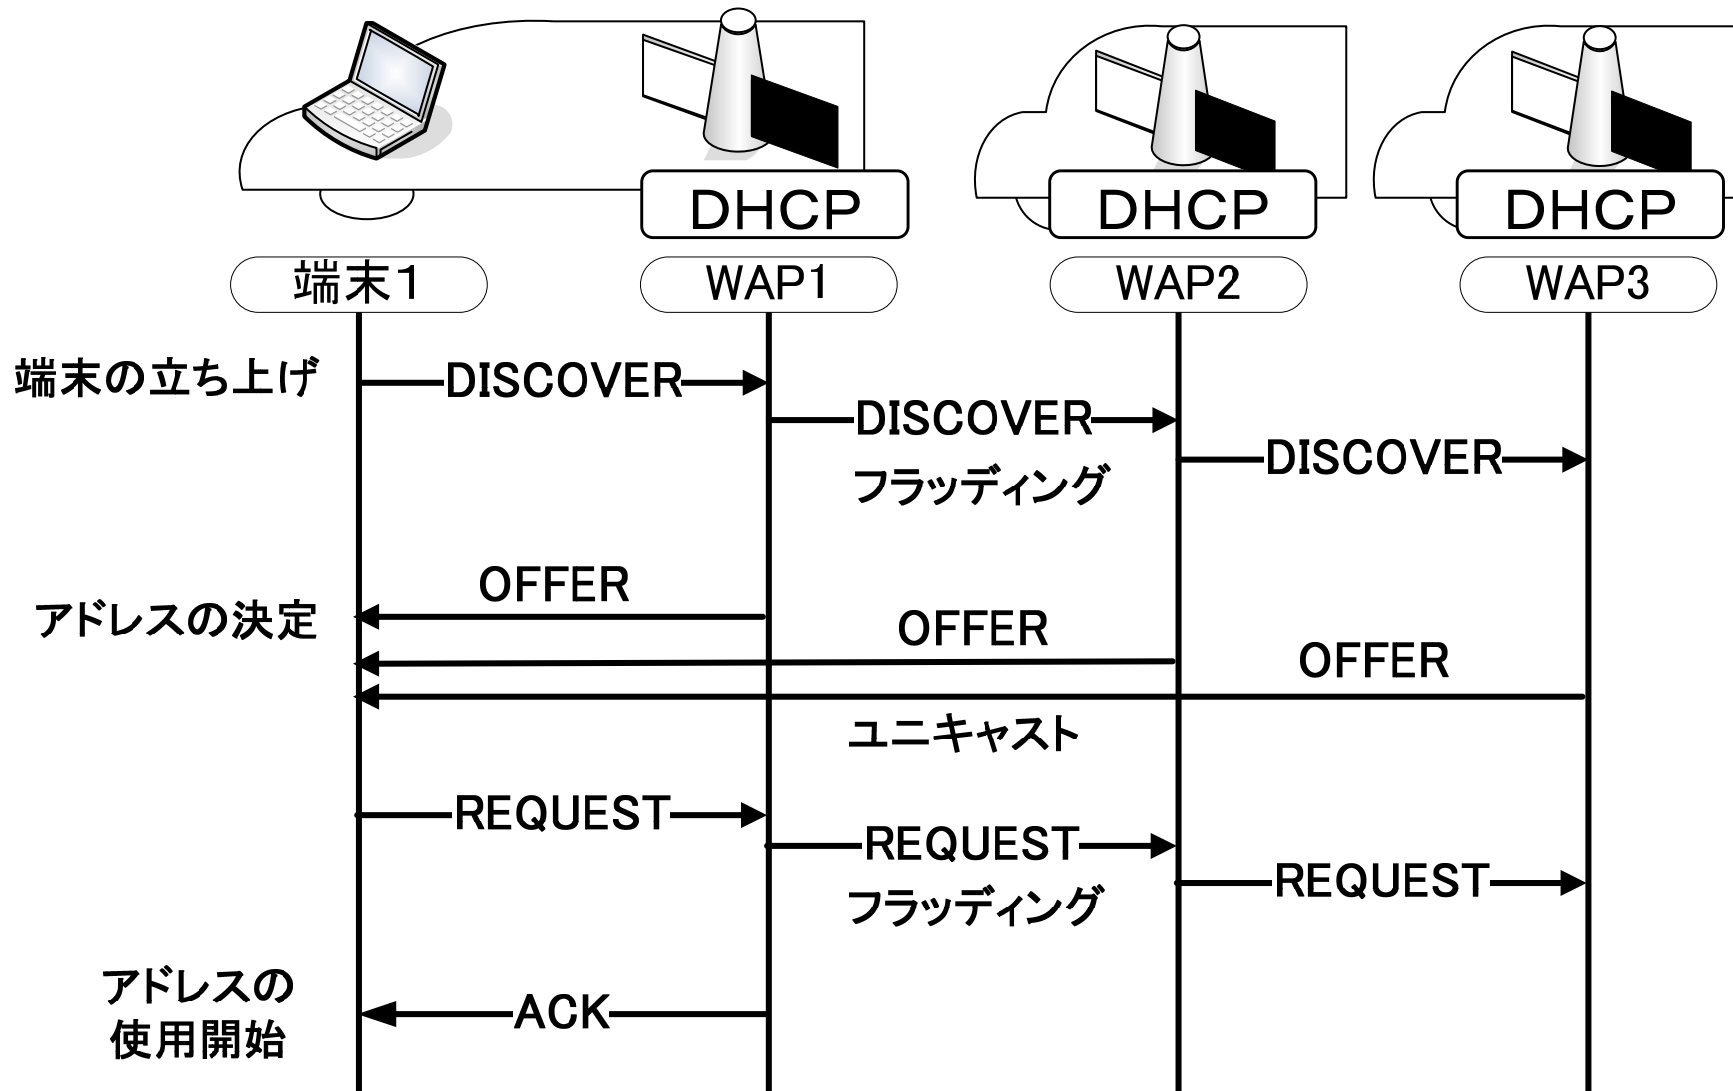 DHCP
DHCP
DHCP
端末1
WAP1
WAP2
WAP3
端末の立ち上げ
DISCOVER
DISCOVER
DISCOVER
フラッディング
OFFER
アドレスの決定
OFFER
OFFER
ユニキャスト
REQUEST
REQUEST
REQUEST
フラッディング
アドレスの
使用開始
ACK